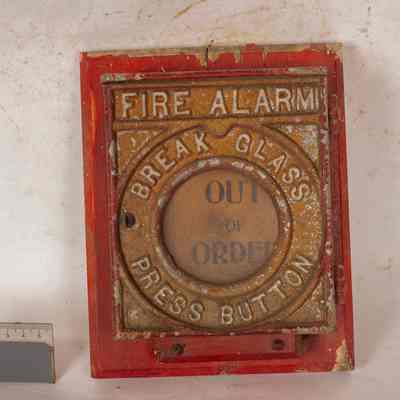 FIRE ALARM
BREAK GLASS
OUT
OF
ORDER
PRESS BUTTON